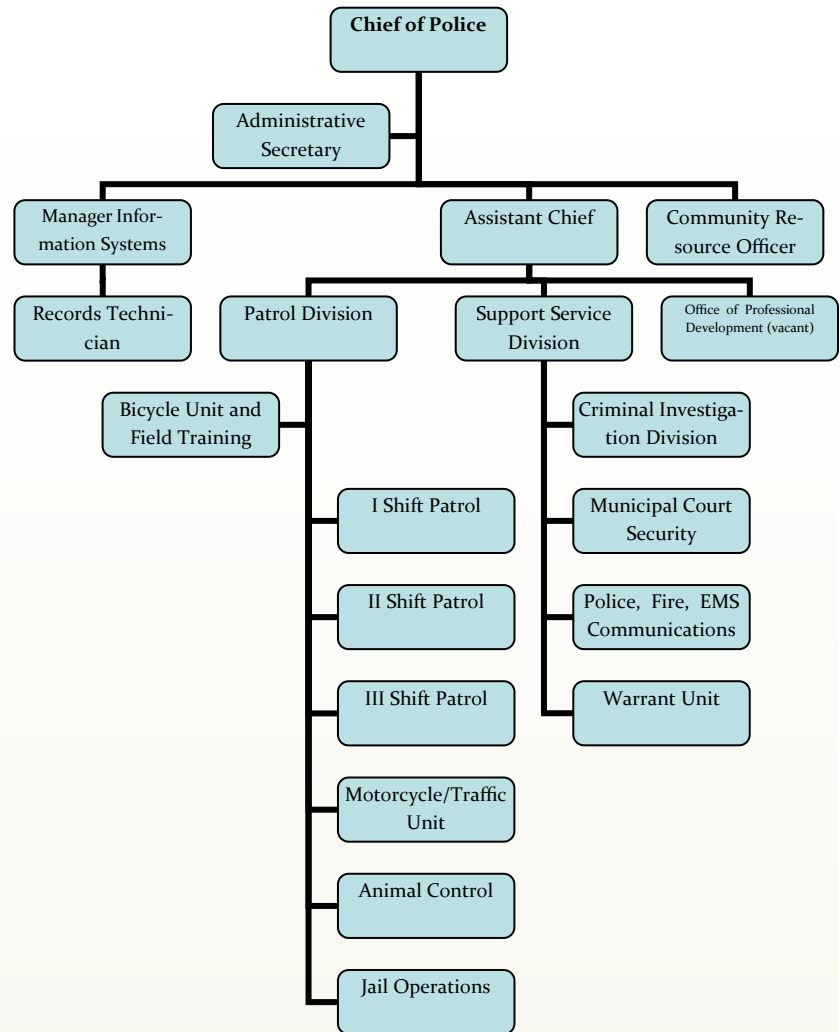 Chief of Police
Administrative
Secretary
Manager Infor-
mation Systems
Assistant Chief
Community Re-
source Officer
Records Techni-
cian
Patrol Division
Support Service
Division
Office of Professional
Development (vacant)
Bicycle Unit and
Field Training
Criminal Investiga-
tion Division
I Shift Patrol
Municipal Court
Security
II Shift Patrol
Police, Fire, EMS
Communications
III Shift Patrol
Warrant Unit
Motorcycle/Traffic
Unit
Animal Control
Jail Operations